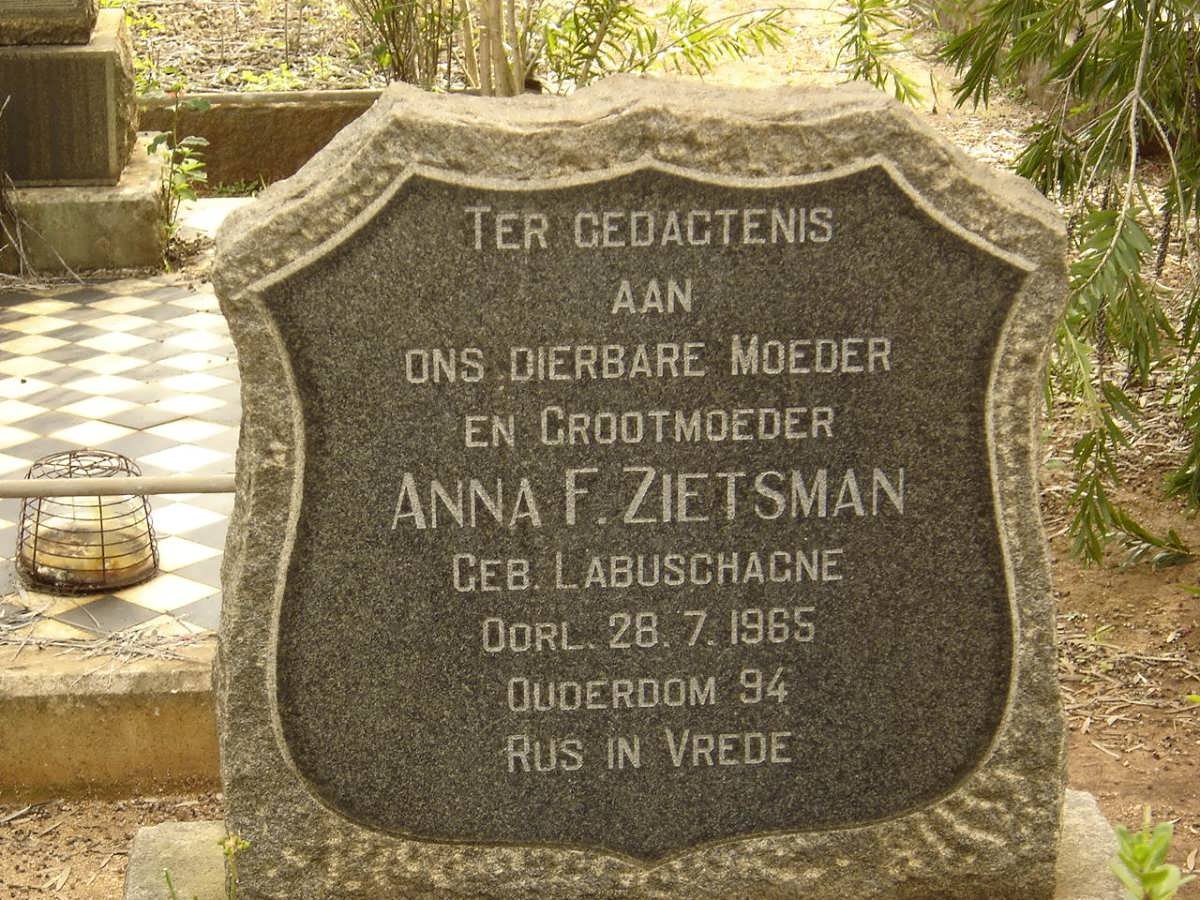 TER GEDAGTENIS
AAN
ONS DIERBARE MOEDER
EN GROOTMOEDER
ANNA F. ZIETSMAN
GEB. LABUSCHAGNE
OORL. 28. 7. 1965
OUDERDOM 94
RUS IN VREDE